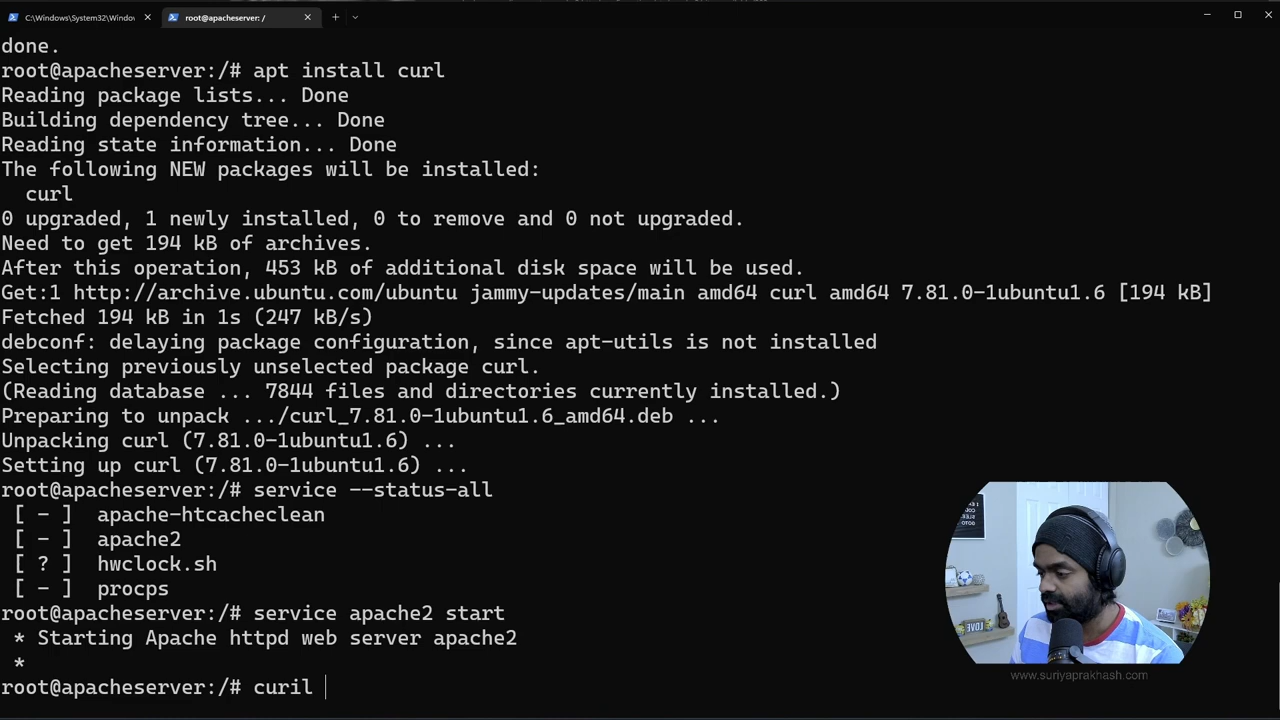 C:\Windows\System32\Windov
root@apacheserver: /
done.
root@apacheserver:/# apt install curl
Reading package lists... Done
Building dependency tree... Done
Reading state information... Done
The following NEW packages will be installed:
  curl
0 upgraded, 1 newly installed, 0 to remove and 0 not upgraded.
Need to get 194 kB of archives.
After this operation, 453 kB of additional disk space will be used.
Get:1 http://archive.ubuntu.com/ubuntu jammy-updates/main amd64 curl amd64 7.81.0-1ubuntu1.6 [194 kB]
Fetched 194 kB in 1s (247 kB/s)
debconf: delaying package configuration, since apt-utils is not installed
Selecting previously unselected package curl.
(Reading database ... 7844 files and directories currently installed.)
Preparing to unpack .../curl_7.81.0-1ubuntu1.6_amd64.deb ...
Unpacking curl (7.81.0-1ubuntu1.6) ...
Setting up curl (7.81.0-1ubuntu1.6) ...
root@apacheserver:/# service --status-all
 [ - ]  apache-htcacheclean
 [ - ]  apache2
 [ ? ]  hwclock.sh
 [ - ]  procps
root@apacheserver:/# service apache2 start
 * Starting Apache httpd web server apache2
 *
root@apacheserver:/# curil
LOVE
www.suriyaprakhash.com